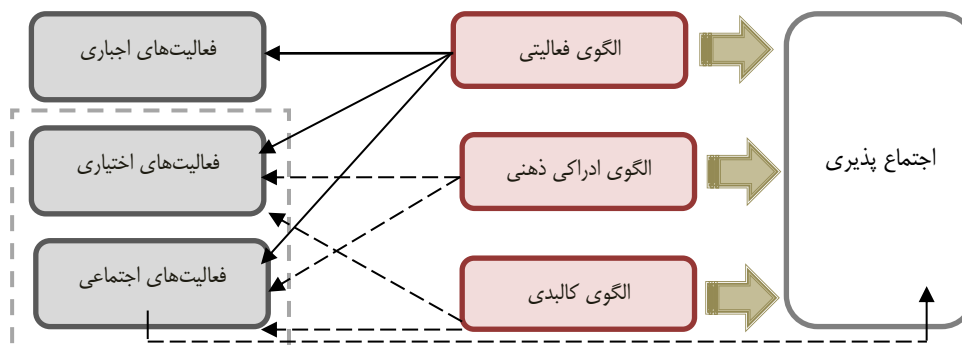 الگوی فعالیتی
فعالیت‌های اجباری
اجتماع پذیری
الگوی ادراکی ذهنی
فعالیت‌های اختیاری
الگوی کالبدی
فعالیت‌های اجتماعی